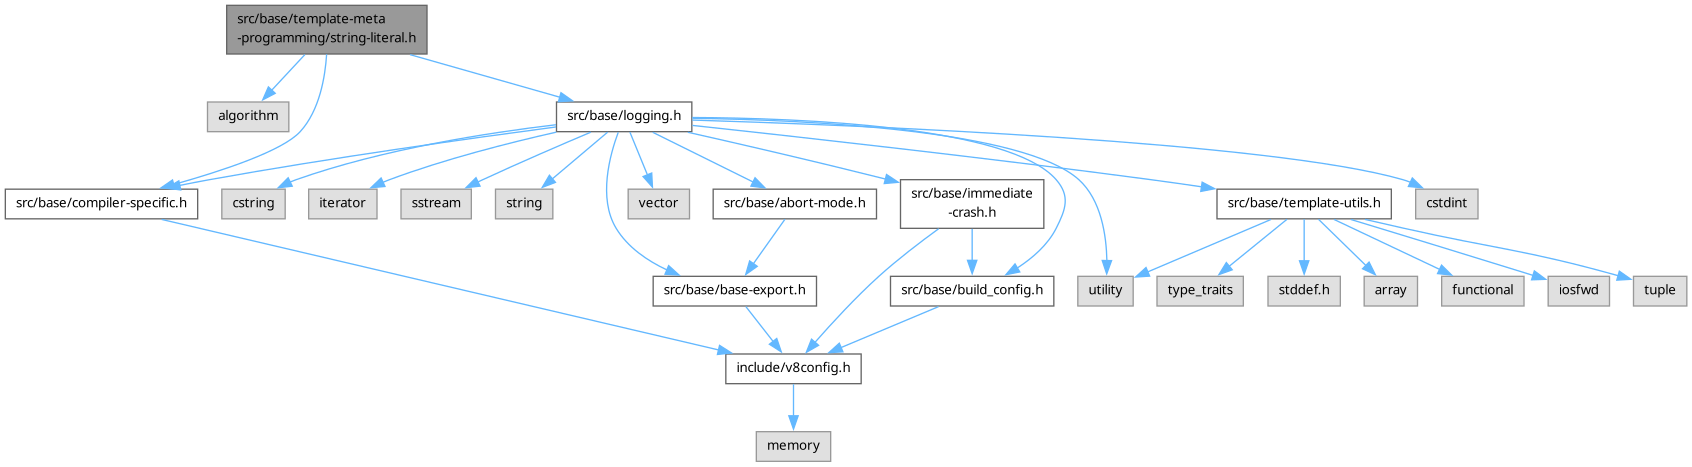 src/base/template-meta
-programming/string-literal.h
algorithm
src/base/logging.h
src/base/compiler-specific.h
cstring
iterator
sstream
string
vector
src/base/abort-mode.h
src/base/immediate
-crash.h
src/base/template-utils.h
cstdint
src/base/base-export.h
src/base/build_config.h
utility
type_traits
stddef.h
array
functional
iosfwd
tuple
include/v8config.h
memory